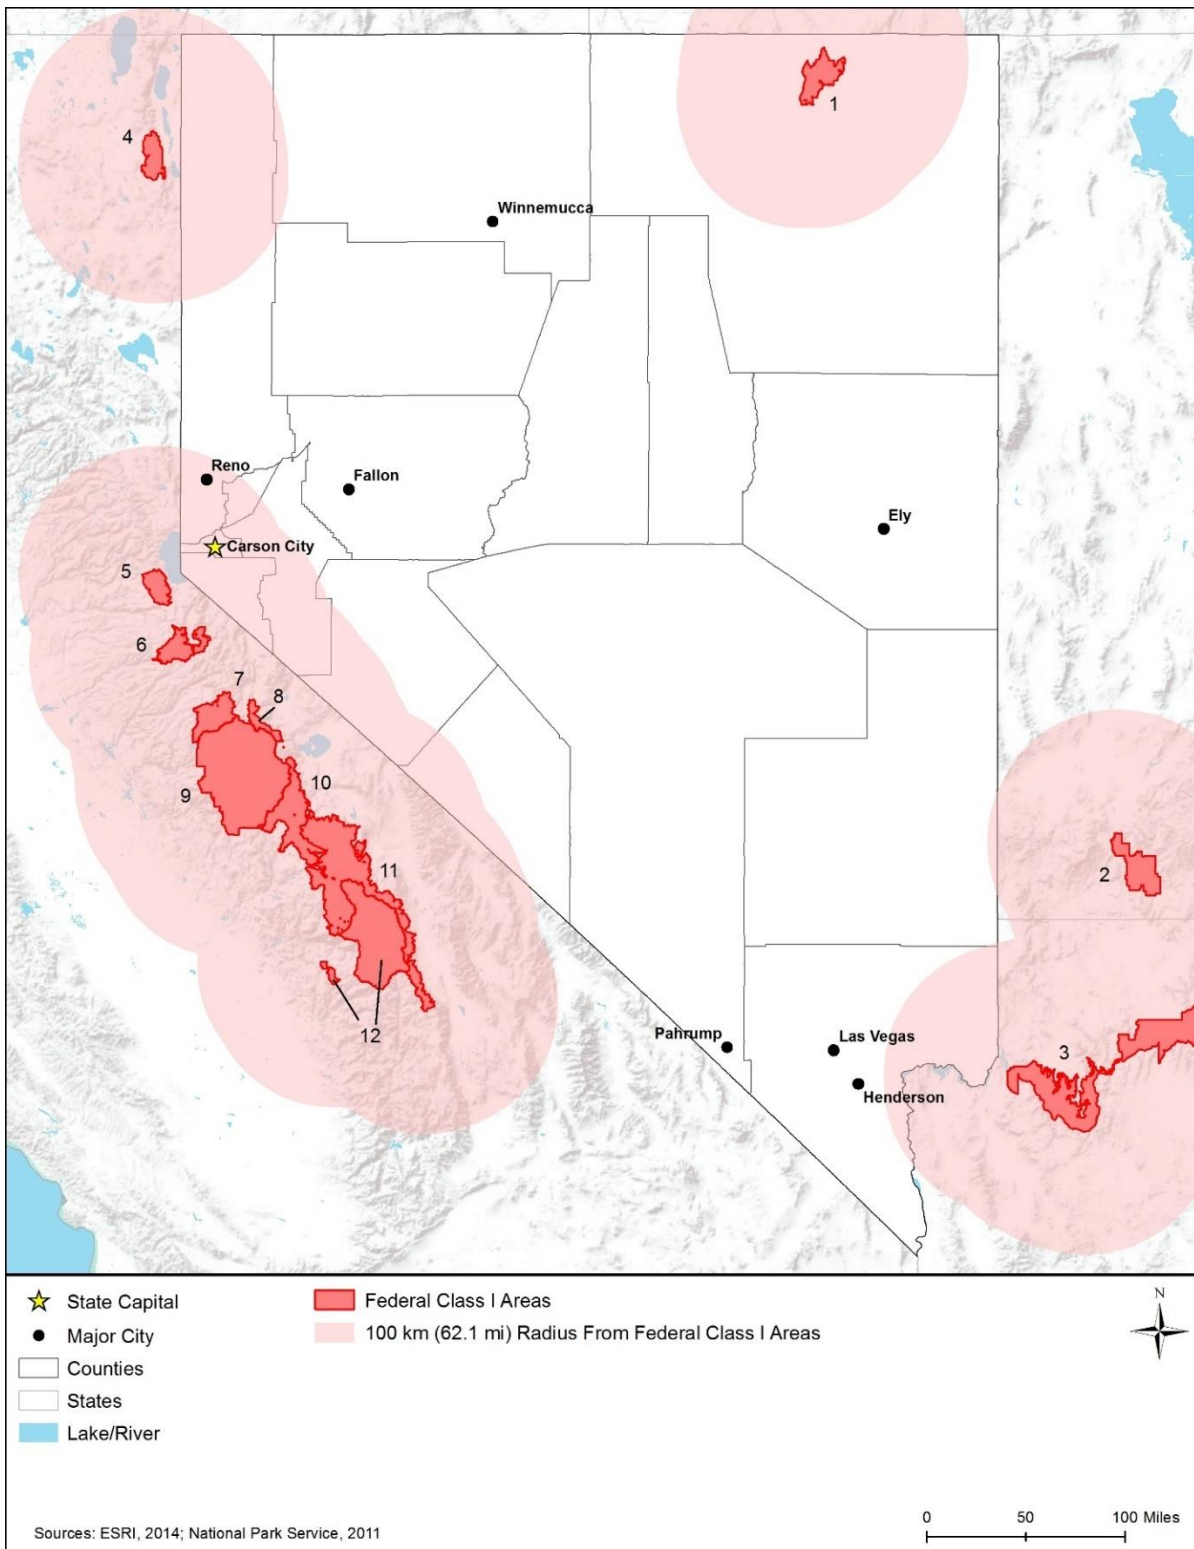 4
1
Winnemucca
Reno
Fallon
Ely
Carson City
5
6
7
8
9
10
11
2
12
Pahrump
Las Vegas
3
Henderson
State Capital
Major City
Counties
States
Lake/River
Federal Class I Areas
100 km (62.1 mi) Radius From Federal Class I Areas
N
Sources: ESRI, 2014; National Park Service, 2011
0 50 100 Miles